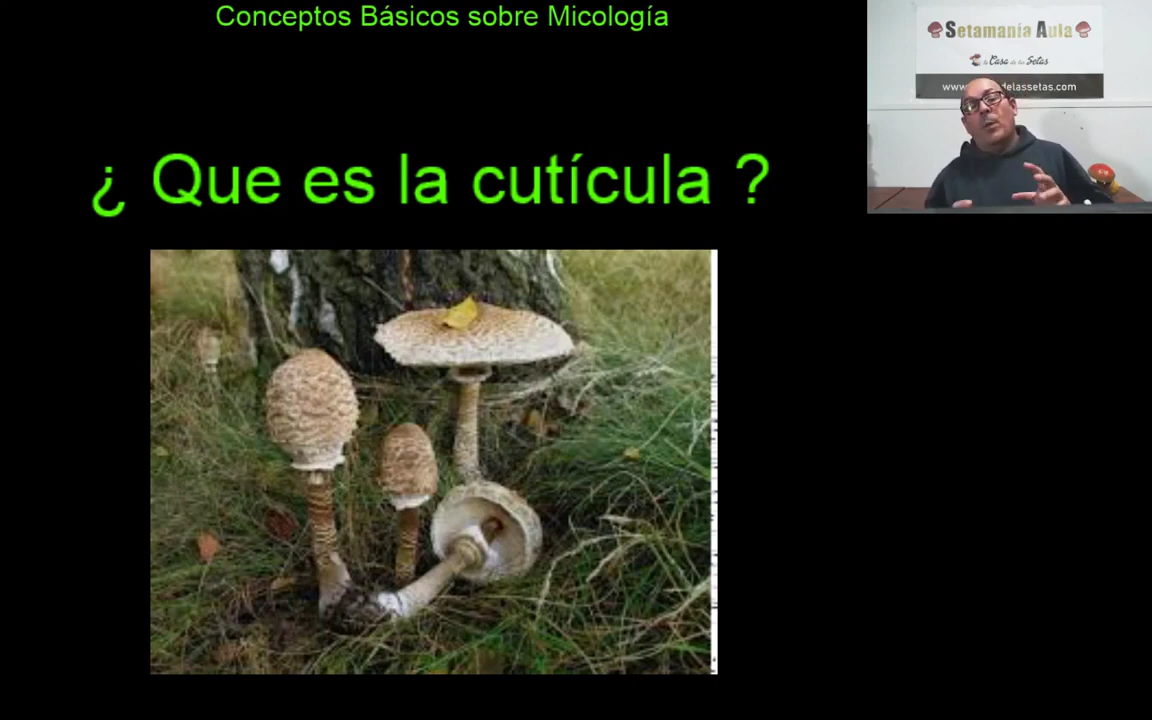 Conceptos Básicos sobre Micología
Setamanía Aula
la Casa de las Setas
www. delassetas.com
¿ Que es la cutícula ?